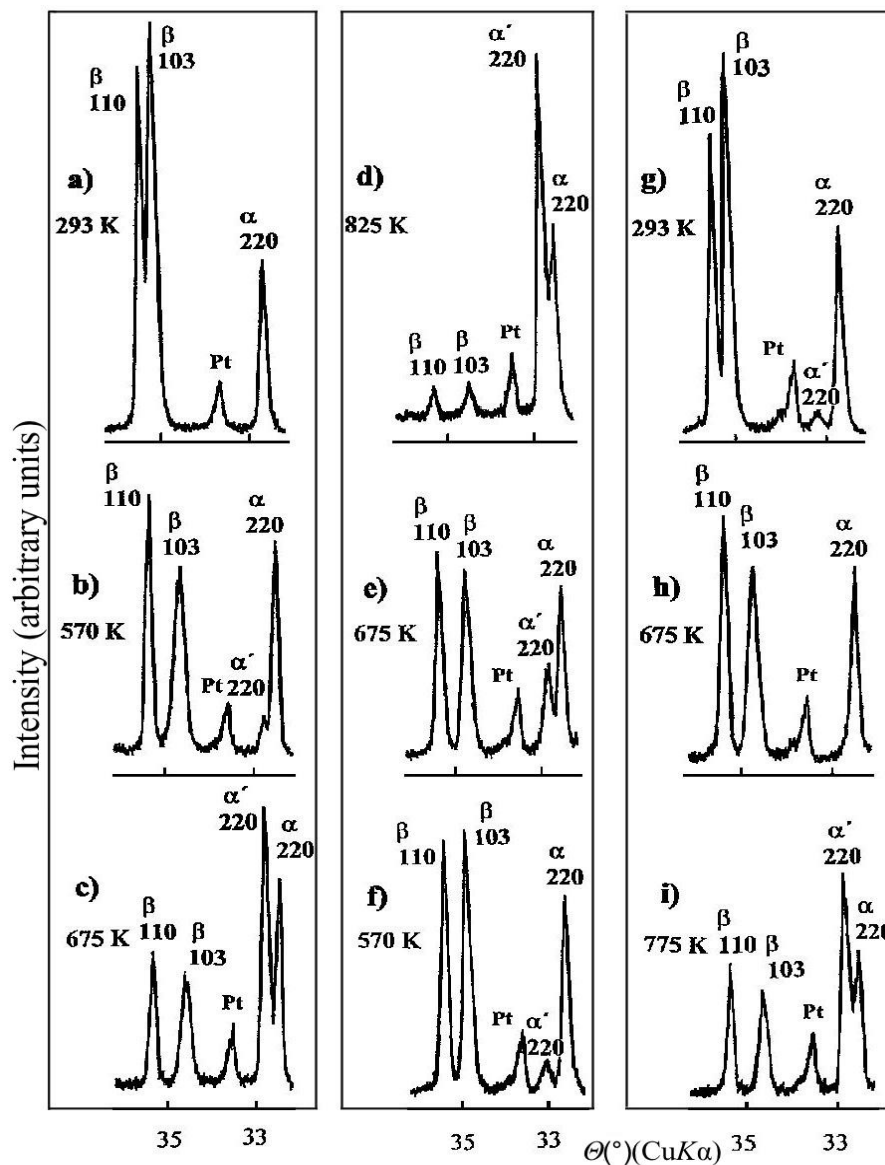 Intensity (arbitrary units)
a)
293 K
β
110
β
103
Pt
α
220
b)
570 K
β
110
β
103
Pt
α´
220
α
220
c)
675 K
β
110
β
103
Pt
α´
220
α
220
35
33
d)
825 K
β
110
β
103
Pt
α´
220
α
220
e)
675 K
β
110
β
103
Pt
α´
220
α
220
f)
570 K
β
110
β
103
Pt
α´
220
α
220
35
33
g)
293 K
β
110
β
103
Pt
α´
220
α
220
h)
675 K
β
110
β
103
Pt
α
220
i)
775 K
β
110
β
103
Pt
α´
220
α
220
35
33
Θ(°)(CuKα)